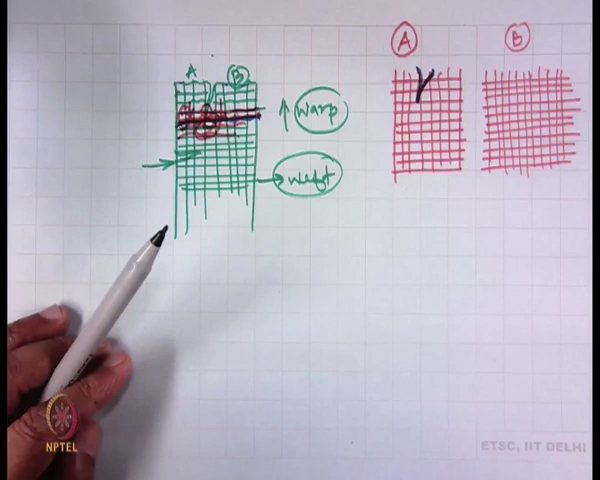 A
B
warp
weft
A
B
NPTEL
ETSC, IIT DELHI